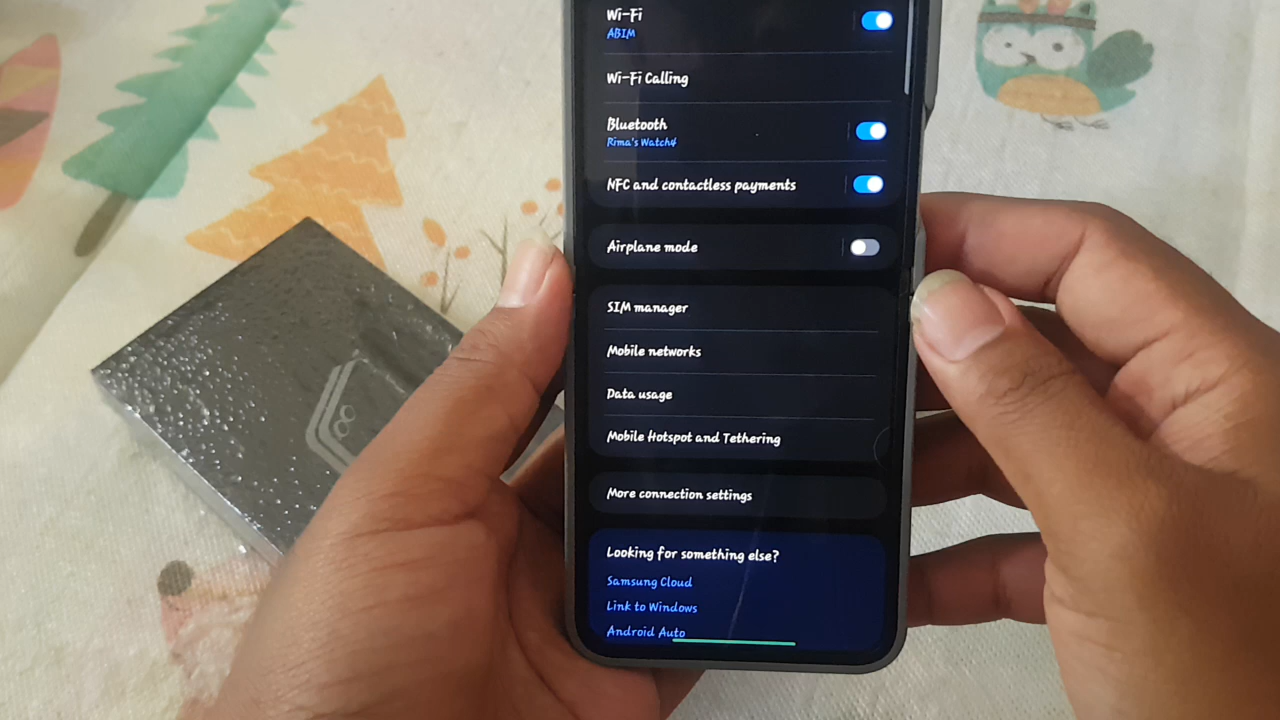 Wi-Fi
ABIM
Wi-Fi Calling
Bluetooth
Rima's Watch4
NFC and contactless payments
Airplane mode
SIM manager
Mobile networks
Data usage
Mobile Hotspot and Tethering
More connection settings
Looking for something else?
Samsung Cloud
Link to Windows
Android Auto